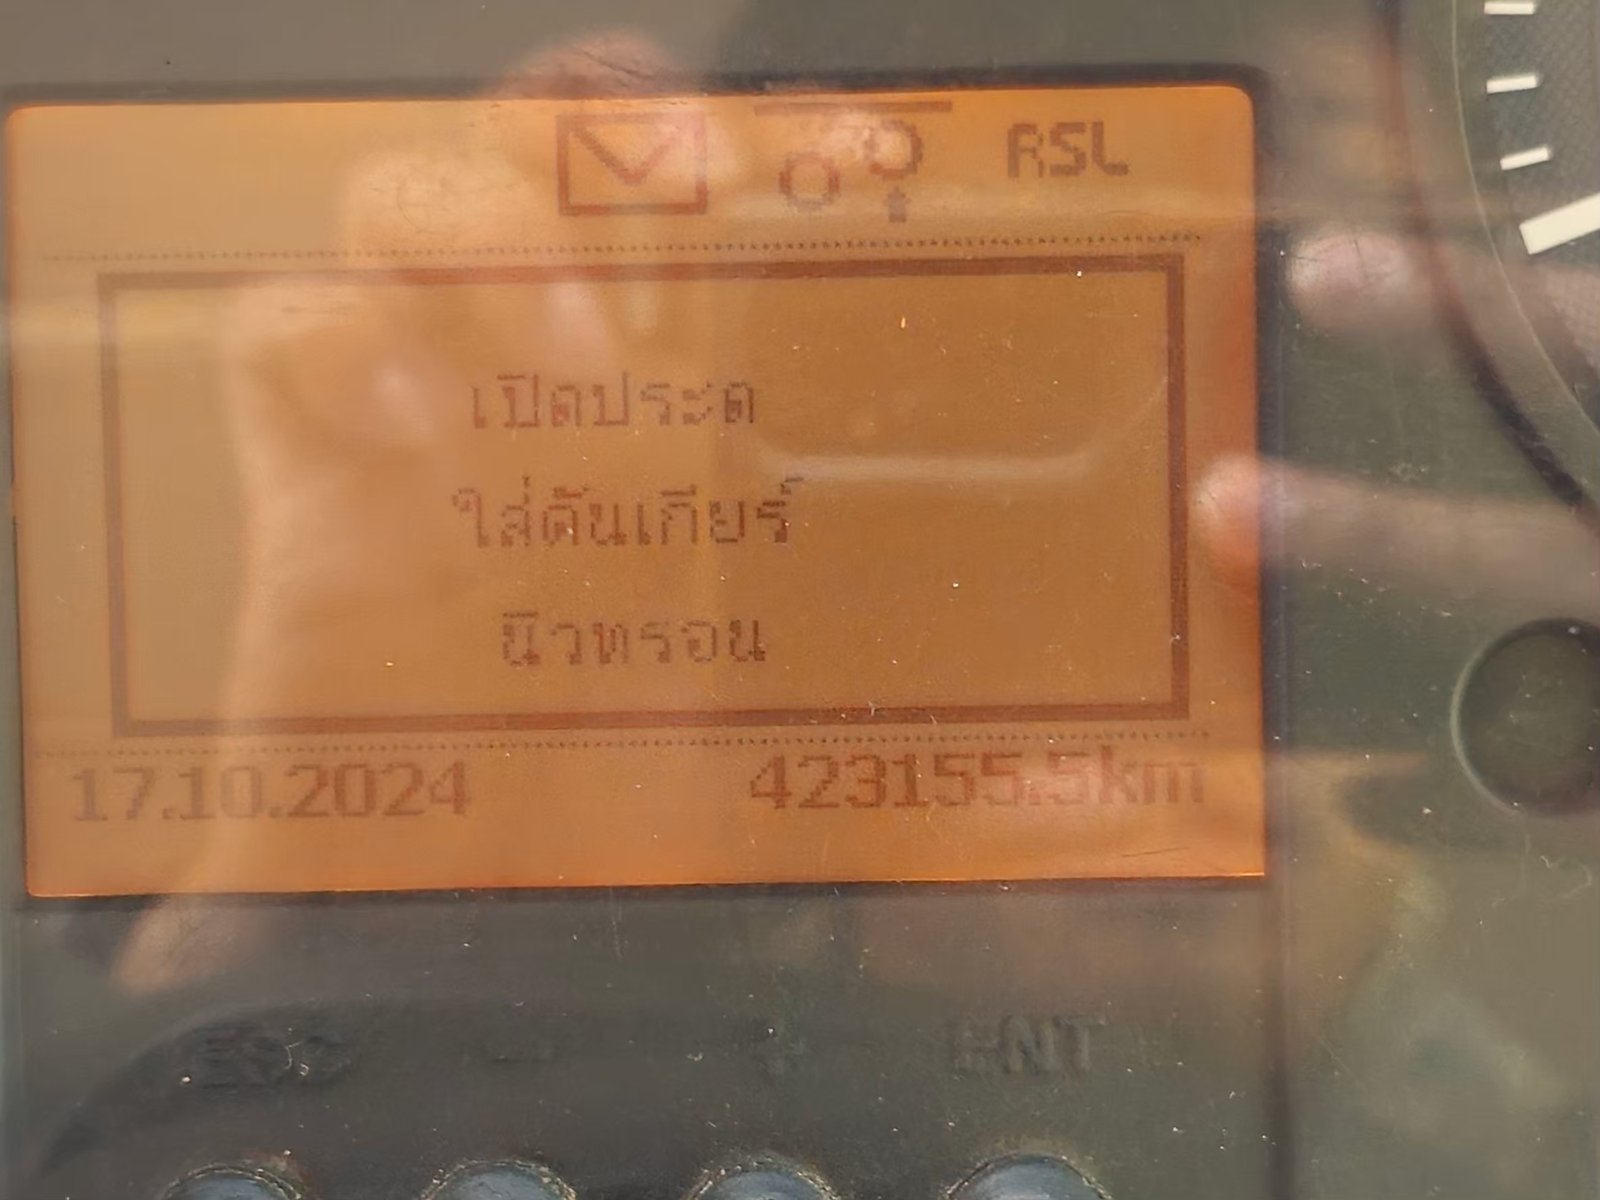 RSL
เปิดประต
ใส่คันเกียร์
นิวทรอน
17.10.2024 423155.5km
ESC - + ENT